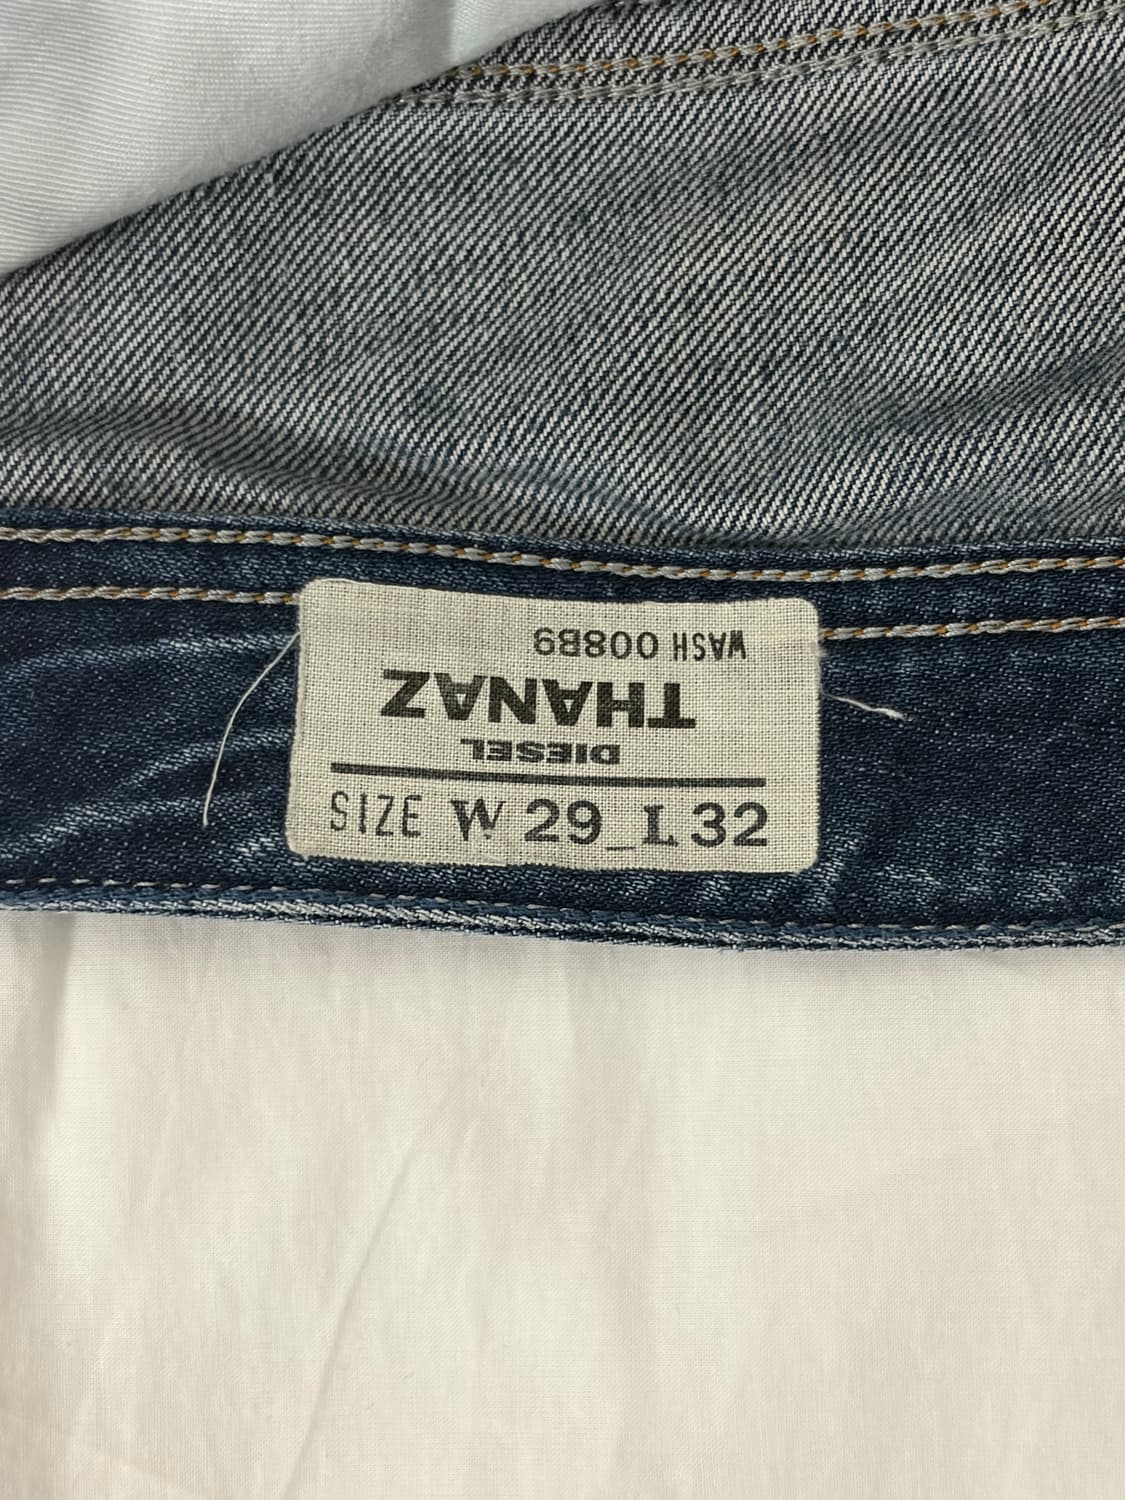 DIESEL
THANAZ
WASH 008B9
SIZE W 29_L 32